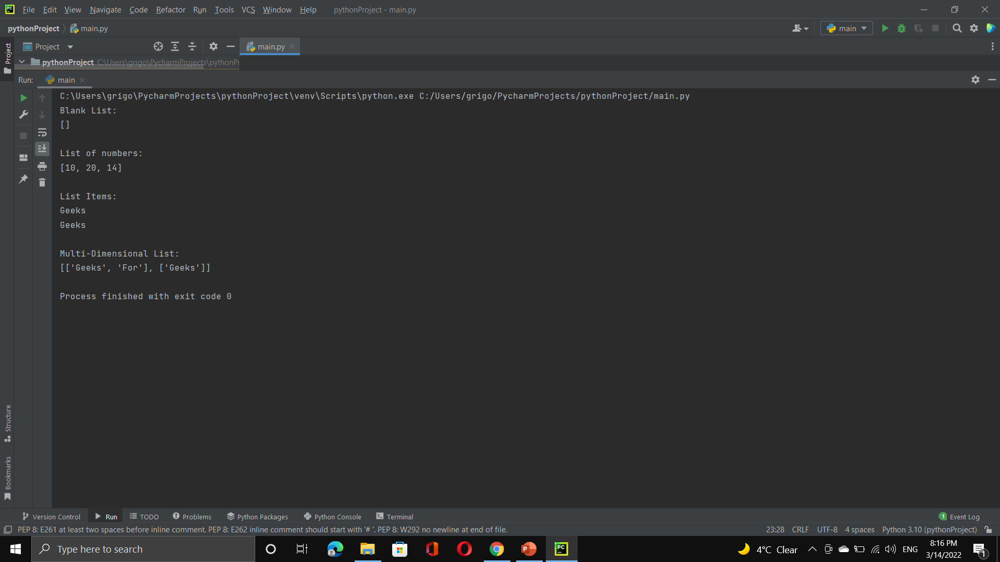 File Edit View Navigate Code Refactor Run Tools VCS Window Help pythonProject - main.py
pythonProject main.py main
Project main.py
Project
pythonProject C:\Users\grigo\PycharmProjects\pythonPr
Run: main
C:\Users\grigo\PycharmProjects\pythonProject\venv\Scripts\python.exe C:/Users/grigo/PycharmProjects/pythonProject/main.py
Blank List:
[]
List of numbers:
[10, 20, 14]
List Items:
Geeks
Geeks
Multi-Dimensional List:
[['Geeks', 'For'], ['Geeks']]
Process finished with exit code 0
Structure
Bookmarks
Version Control Run TODO Problems Python Packages Python Console Terminal 1 Event Log
PEP 8: E261 at least two spaces before inline comment. PEP 8: E262 inline comment should start with '# '. PEP 8: W292 no newline at end of file. 23:28 CRLF UTF-8 4 spaces Python 3.10 (pythonProject)
Type here to search 4°C Clear ENG 8:16 PM
3/14/2022 1